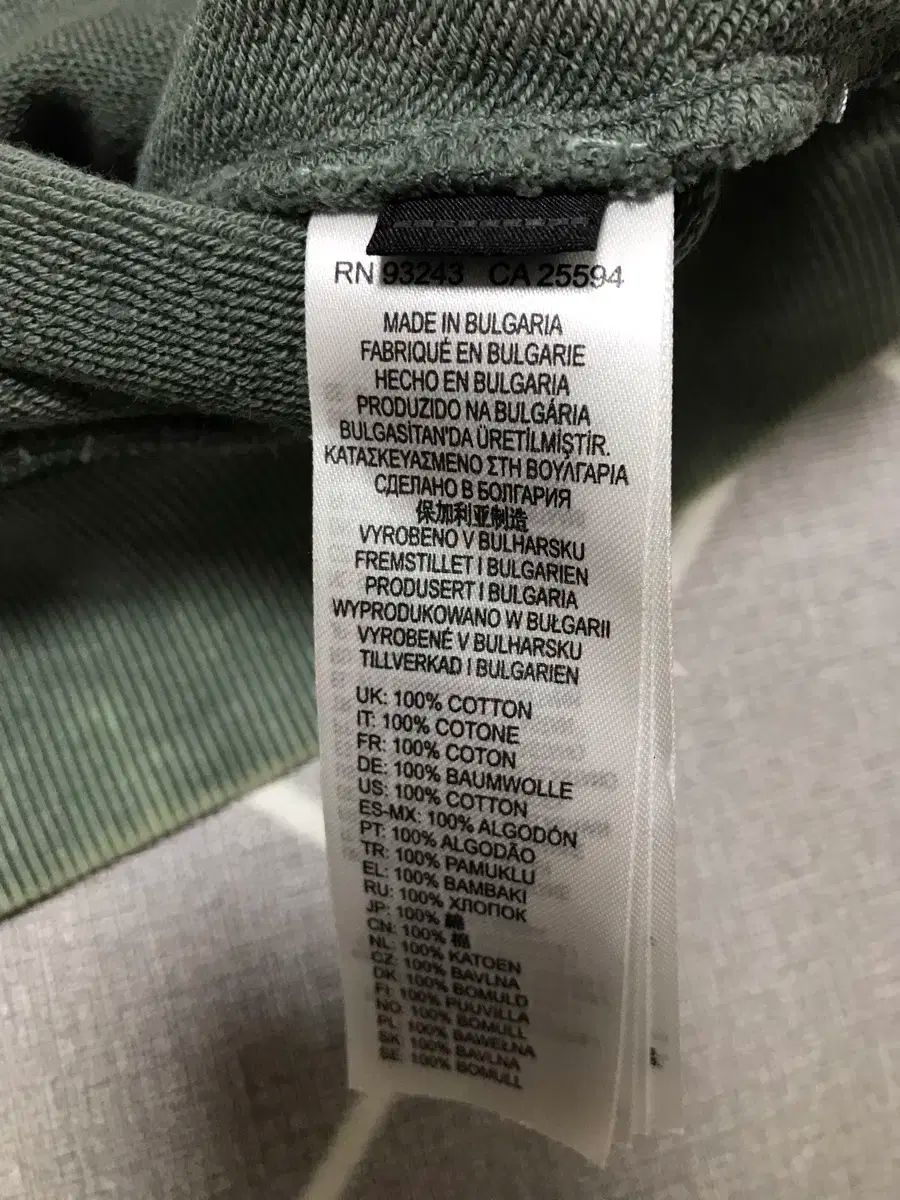 RN 93243 CA 25594
MADE IN BULGARIA
FABRIQUÉ EN BULGARIE
HECHO EN BULGARIA
PRODUZIDO NA BULGÁRIA
BULGASİTAN'DA ÜRETİLMİŞTİR.
ΚΑΤΑΣΚΕΥΑΣΜΕΝΟ ΣΤΗ ΒΟΥΛΓΑΡΙΑ
СДЕЛАНО В БОЛГАРИЯ
保加利亚制造
VYROBENO V BULHARSKU
FREMSTILLET I BULGARIEN
PRODUSERT I BULGARIA
WYPRODUKOWANO W BUŁGARII
VYROBENÉ V BULHARSKU
TILLVERKAD I BULGARIEN
UK: 100% COTTON
IT: 100% COTONE
FR: 100% COTON
DE: 100% BAUMWOLLE
US: 100% COTTON
ES-MX: 100% ALGODÓN
PT: 100% ALGODÃO
TR: 100% PAMUKLU
EL: 100% ΒΑΜΒΑΚΙ
RU: 100% ХЛОПОК
JP: 100% 綿
CN: 100% 棉
NL: 100% KATOEN
CZ: 100% BAVLNA
DK: 100% BOMULD
FI: 100% PUUVILLA
NO: 100% BOMULL
PL: 100% BAWEŁNA
SK: 100% BAVLNA
SE: 100% BOMULL